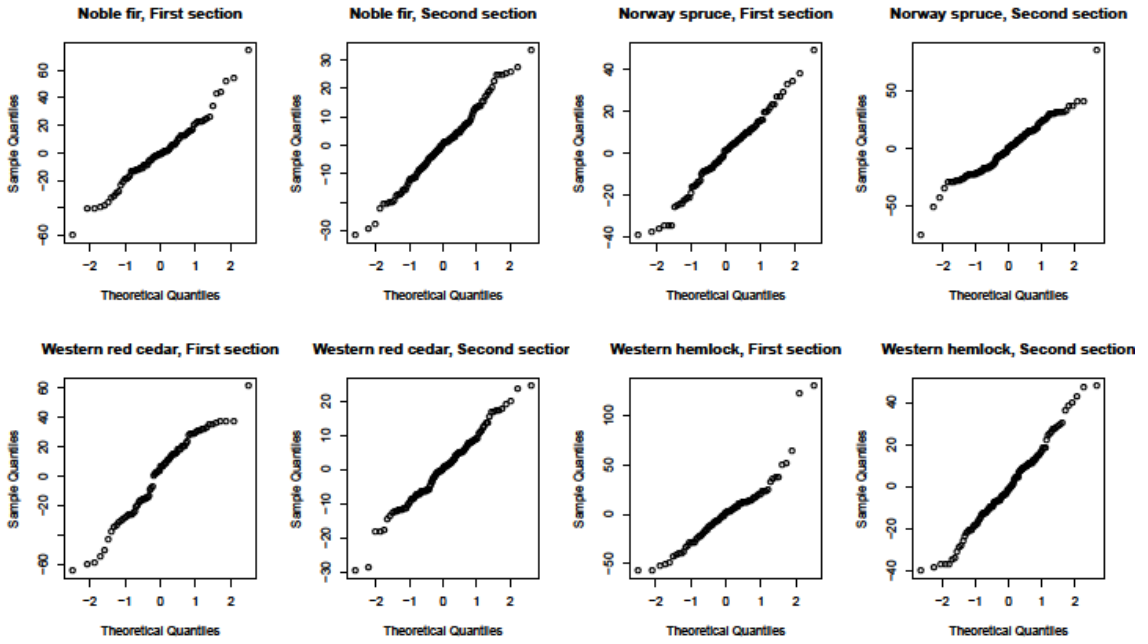 Noble fir, First section
Sample Quantiles
60
40
20
0
−20
−60
−2 −1 0 1 2
Theoretical Quantiles
Noble fir, Second section
Sample Quantiles
30
20
10
0
−10
−30
−2 −1 0 1 2
Theoretical Quantiles
Norway spruce, First section
Sample Quantiles
40
20
0
−20
−40
−2 −1 0 1 2
Theoretical Quantiles
Norway spruce, Second section
Sample Quantiles
50
0
−50
−2 −1 0 1 2
Theoretical Quantiles
Western red cedar, First section
Sample Quantiles
60
40
20
0
−20
−60
−2 −1 0 1 2
Theoretical Quantiles
Western red cedar, Second section
Sample Quantiles
20
10
0
−10
−20
−30
−2 −1 0 1 2
Theoretical Quantiles
Western hemlock, First section
Sample Quantiles
100
50
0
−50
−2 −1 0 1 2
Theoretical Quantiles
Western hemlock, Second section
Sample Quantiles
40
20
0
−20
−40
−2 −1 0 1 2
Theoretical Quantiles